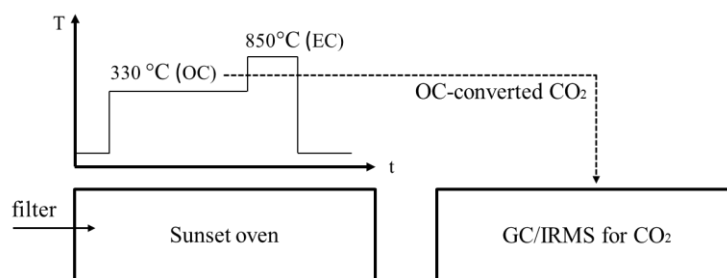 T
850°C (EC)
330 °C (OC)
OC-converted CO₂
t
filter
Sunset oven
GC/IRMS for CO₂